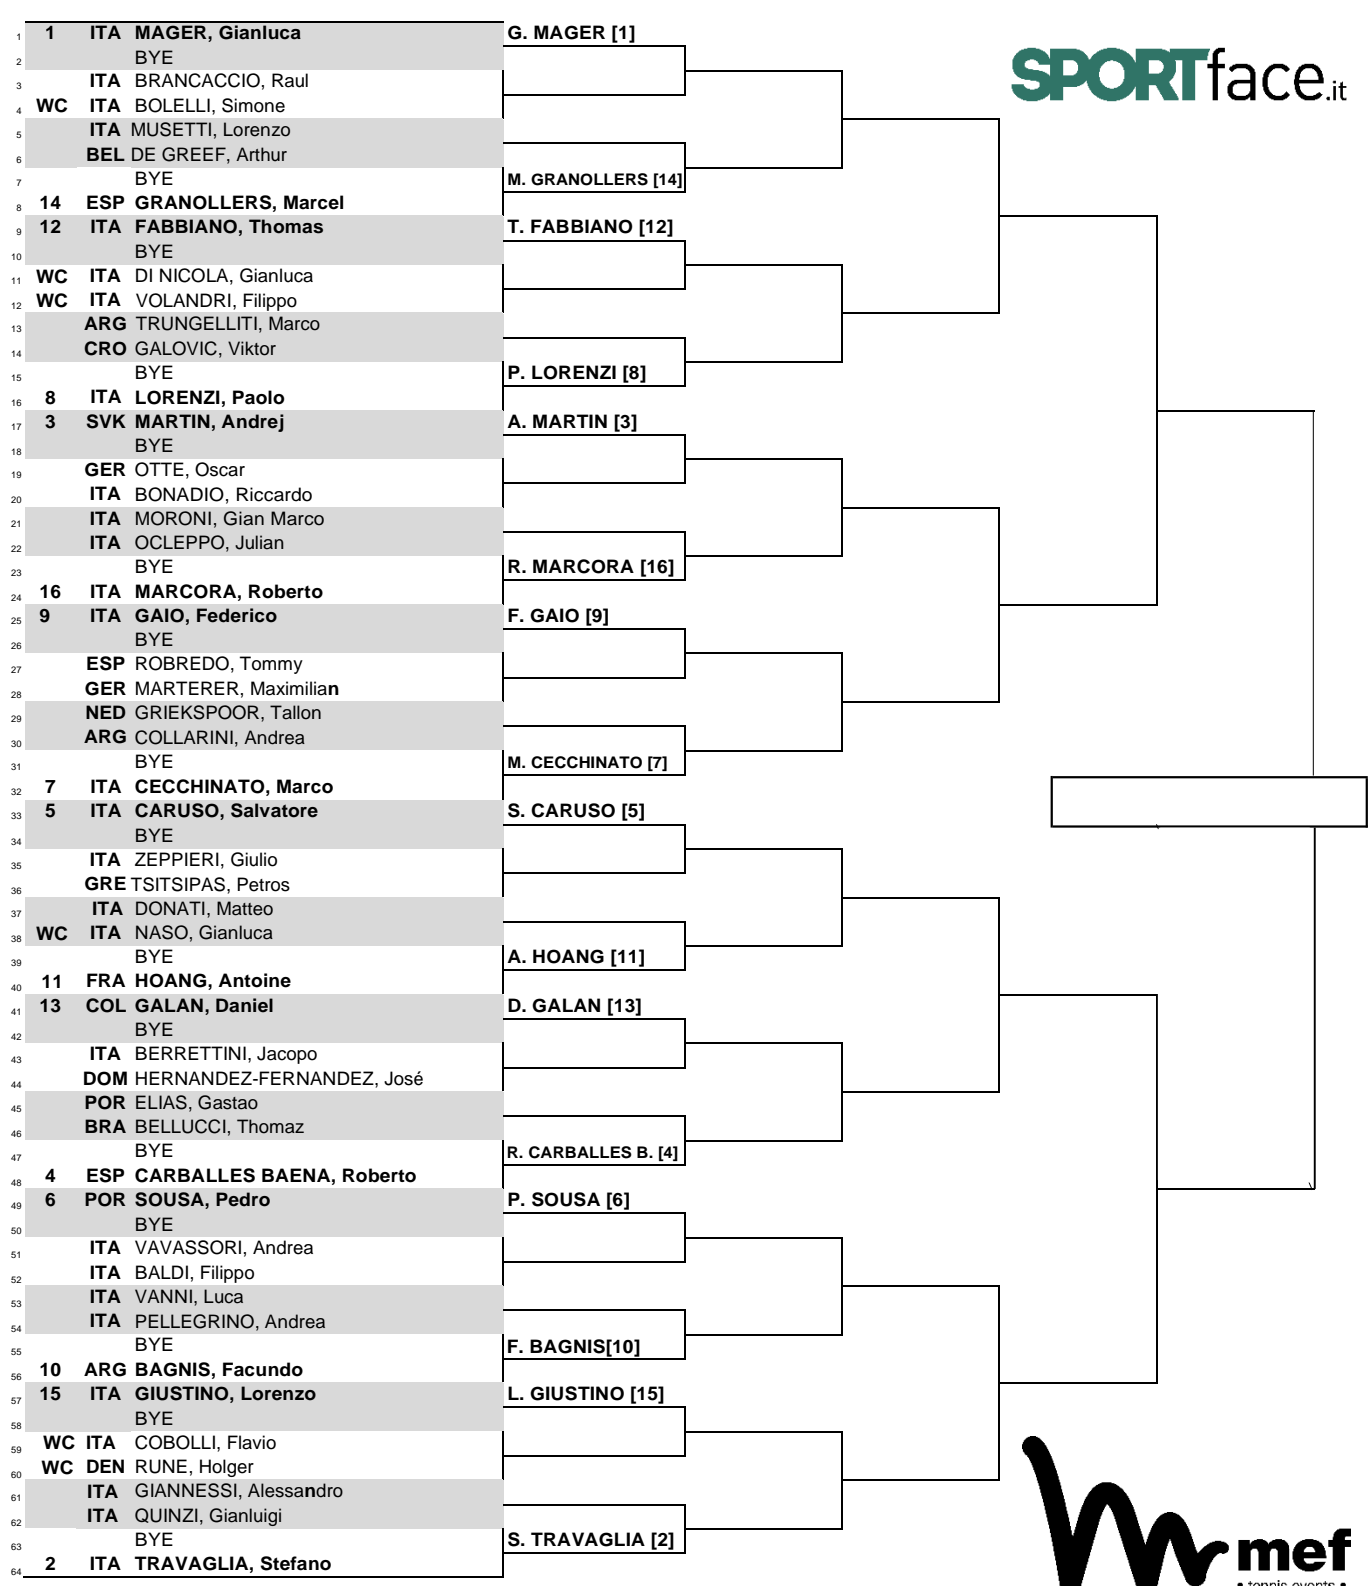 1 1 ITA MAGER, Gianluca G. MAGER [1]
2 BYE
3 ITA BRANCACCIO, Raul
4 WC ITA BOLELLI, Simone
5 ITA MUSETTI, Lorenzo
6 BEL DE GREEF, Arthur
7 BYE M. GRANOLLERS [14]
8 14 ESP GRANOLLERS, Marcel
9 12 ITA FABBIANO, Thomas T. FABBIANO [12]
10 BYE
11 WC ITA DI NICOLA, Gianluca
12 WC ITA VOLANDRI, Filippo
13 ARG TRUNGELLITI, Marco
14 CRO GALOVIC, Viktor
15 BYE P. LORENZI [8]
16 8 ITA LORENZI, Paolo
17 3 SVK MARTIN, Andrej A. MARTIN [3]
18 BYE
19 GER OTTE, Oscar
20 ITA BONADIO, Riccardo
21 ITA MORONI, Gian Marco
22 ITA OCLEPPO, Julian
23 BYE R. MARCORA [16]
24 16 ITA MARCORA, Roberto
25 9 ITA GAIO, Federico F. GAIO [9]
26 BYE
27 ESP ROBREDO, Tommy
28 GER MARTERER, Maximilian
29 NED GRIEKSPOOR, Tallon
30 ARG COLLARINI, Andrea
31 BYE M. CECCHINATO [7]
32 7 ITA CECCHINATO, Marco
33 5 ITA CARUSO, Salvatore S. CARUSO [5]
34 BYE
35 ITA ZEPPIERI, Giulio
36 GRE TSITSIPAS, Petros
37 ITA DONATI, Matteo
38 WC ITA NASO, Gianluca
39 BYE A. HOANG [11]
40 11 FRA HOANG, Antoine
41 13 COL GALAN, Daniel D. GALAN [13]
42 BYE
43 ITA BERRETTINI, Jacopo
44 DOM HERNANDEZ-FERNANDEZ, José
45 POR ELIAS, Gastao
46 BRA BELLUCCI, Thomaz
47 BYE R. CARBALLES B. [4]
48 4 ESP CARBALLES BAENA, Roberto
49 6 POR SOUSA, Pedro P. SOUSA [6]
50 BYE
51 ITA VAVASSORI, Andrea
52 ITA BALDI, Filippo
53 ITA VANNI, Luca
54 ITA PELLEGRINO, Andrea
55 BYE F. BAGNIS[10]
56 10 ARG BAGNIS, Facundo
57 15 ITA GIUSTINO, Lorenzo L. GIUSTINO [15]
58 BYE
59 WC ITA COBOLLI, Flavio
60 WC DEN RUNE, Holger
61 ITA GIANNESSI, Alessandro
62 ITA QUINZI, Gianluigi
63 BYE S. TRAVAGLIA [2]
64 2 ITA TRAVAGLIA, Stefano
SPORTface.it
mef
• tennis events •